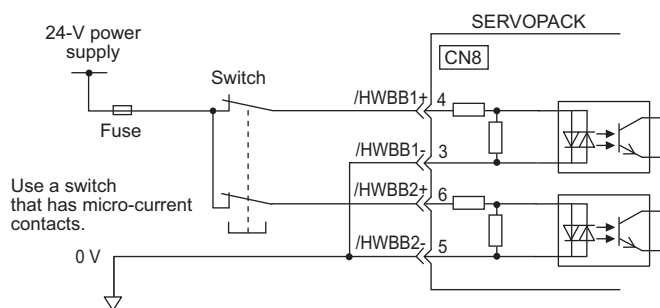 SERVOPACK
24-V power
supply
CN8
Switch
Fuse
/HWBB1+ 4
/HWBB1- 3
Use a switch
that has micro-current
contacts.
/HWBB2+ 6
0 V
/HWBB2- 5